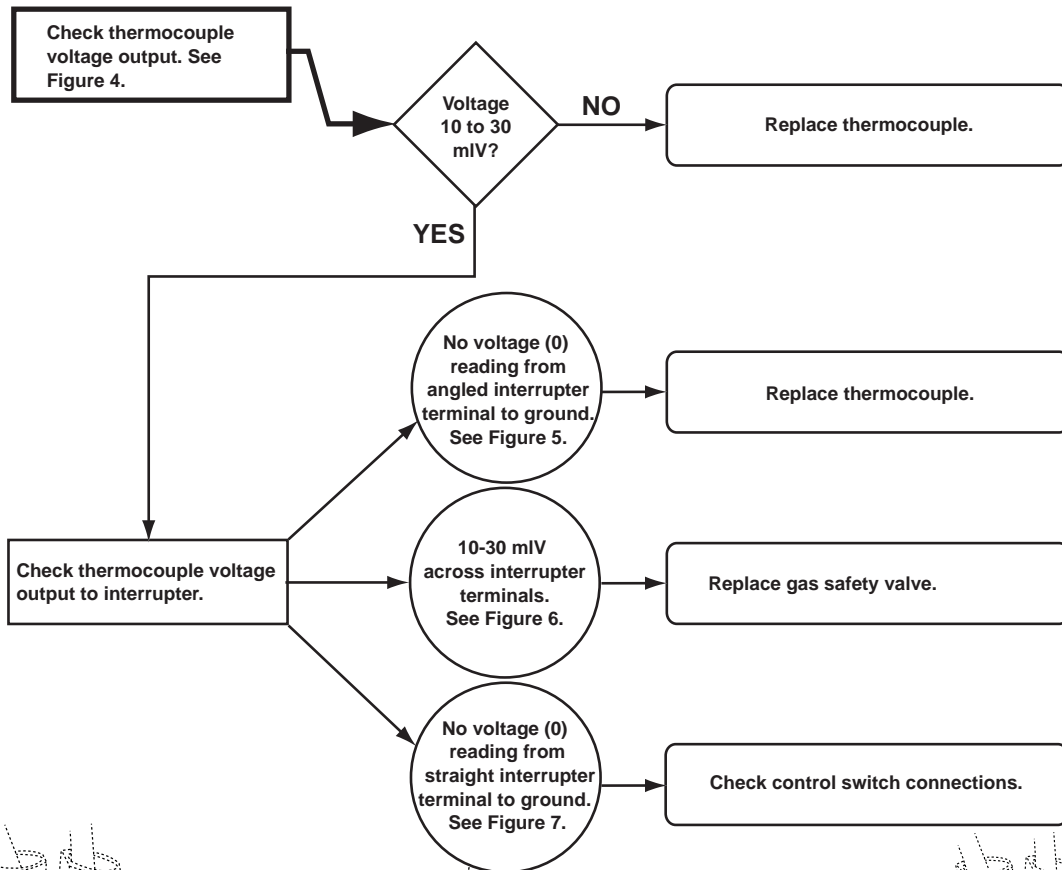 Check thermocouple
voltage output. See
Figure 4.
Voltage
10 to 30
mIV?
NO
Replace thermocouple.
YES
No voltage (0)
reading from
angled interrupter
terminal to ground.
See Figure 5.
Replace thermocouple.
Check thermocouple voltage
output to interrupter.
10-30 mIV
across interrupter
terminals.
See Figure 6.
Replace gas safety valve.
No voltage (0)
reading from
straight interrupter
terminal to ground.
See Figure 7.
Check control switch connections.